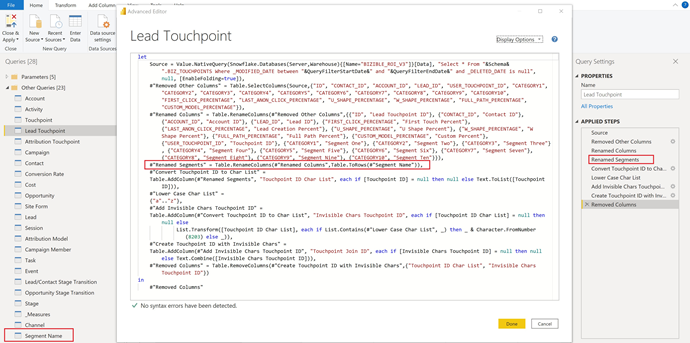 File
Home
Transform
Add Column
View
Tools
Help
Close &
Apply
New
Source
Recent
Sources
Enter
Data
Data source
settings
Close
New Query
Data Sources
Queries [28]
Parameters [5]
Other Queries [23]
Account
Activity
Touchpoint
Lead Touchpoint
Attribution Touchpoint
Campaign
Contact
Conversion Rate
Cost
Opportunity
Site Form
Lead
Session
Attribution Model
Campaign Member
Task
Event
Lead/Contact Stage Transition
Opportunity Stage Transition
Stage
_Measures
Channel
Segment Name
Advanced Editor
Lead Touchpoint
Display Options
let
Source = Value.NativeQuery(Snowflake.Databases(Server,Warehouse){[Name="BIZIBLE_ROI_V3"]}[Data], "Select * From "&Schema&
".BIZ_TOUCHPOINTS Where _MODIFIED_DATE between "&QueryFilterStartDate&" and "&QueryFilterEndDate&" and _DELETED_DATE is null",
null, [EnableFolding=true]),
#"Removed Other Columns" = Table.SelectColumns(Source,{"ID", "CONTACT_ID", "ACCOUNT_ID", "LEAD_ID", "USER_TOUCHPOINT_ID", "CATEGORY1",
"CATEGORY2", "CATEGORY3", "CATEGORY4", "CATEGORY5", "CATEGORY6", "CATEGORY7", "CATEGORY8", "CATEGORY9", "CATEGORY10",
"FIRST_CLICK_PERCENTAGE", "LAST_ANON_CLICK_PERCENTAGE", "U_SHAPE_PERCENTAGE", "W_SHAPE_PERCENTAGE", "FULL_PATH_PERCENTAGE",
"CUSTOM_MODEL_PERCENTAGE"}),
#"Renamed Columns" = Table.RenameColumns(#"Removed Other Columns",{{"ID", "Lead Touchpoint ID"}, {"CONTACT_ID", "Contact ID"},
{"ACCOUNT_ID", "Account ID"}, {"LEAD_ID", "Lead ID"}, {"FIRST_CLICK_PERCENTAGE", "First Touch Percent"},
{"LAST_ANON_CLICK_PERCENTAGE", "Lead Creation Percent"}, {"U_SHAPE_PERCENTAGE", "U Shape Percent"}, {"W_SHAPE_PERCENTAGE", "W
Shape Percent"}, {"FULL_PATH_PERCENTAGE", "Full Path Percent"}, {"CUSTOM_MODEL_PERCENTAGE", "Custom Percent"},
{"USER_TOUCHPOINT_ID", "Touchpoint ID"}, {"CATEGORY1", "Segment One"}, {"CATEGORY2", "Segment Two"}, {"CATEGORY3", "Segment Three"}
, {"CATEGORY4", "Segment Four"}, {"CATEGORY5", "Segment Five"}, {"CATEGORY6", "Segment Six"}, {"CATEGORY7", "Segment Seven"},
{"CATEGORY8", "Segment Eight"}, {"CATEGORY9", "Segment Nine"}, {"CATEGORY10", "Segment Ten"}}),
#"Renamed Segments" = Table.RenameColumns(#"Renamed Columns",Table.ToRows(#"Segment Name")),
#"Convert Touchpoint ID to Char List" =
Table.AddColumn(#"Renamed Segments", "Touchpoint ID Char List", each if [Touchpoint ID] = null then null else Text.ToList([Touchpoint
ID])),
#"Lower Case Char List" =
{"a".."z"},
#"Add Invisible Chars Touchpoint ID" =
Table.AddColumn(#"Convert Touchpoint ID to Char List", "Invisible Chars Touchpoint ID", each if [Touchpoint ID Char List] = null then
null else
List.Transform([Touchpoint ID Char List], each if List.Contains(#"Lower Case Char List", _) then _ & Character.FromNumber
(8203) else _)),
#"Create Touchpoint ID with Invisible Chars" =
Table.AddColumn(#"Add Invisible Chars Touchpoint ID", "Touchpoint Join ID", each if [Invisible Chars Touchpoint ID] = null then null
else Text.Combine([Invisible Chars Touchpoint ID])),
#"Removed Columns" = Table.RemoveColumns(#"Create Touchpoint ID with Invisible Chars",{"Touchpoint ID Char List", "Invisible Chars
Touchpoint ID"})
in
#"Removed Columns"
No syntax errors have been detected.
Done
Cancel
Query Settings
PROPERTIES
Name
Lead Touchpoint
All Properties
APPLIED STEPS
Source
Removed Other Columns
Renamed Columns
Renamed Segments
Convert Touchpoint ID to Cha...
Lower Case Char List
Add Invisible Chars Touchpoi...
Create Touchpoint ID with Inv...
Removed Columns